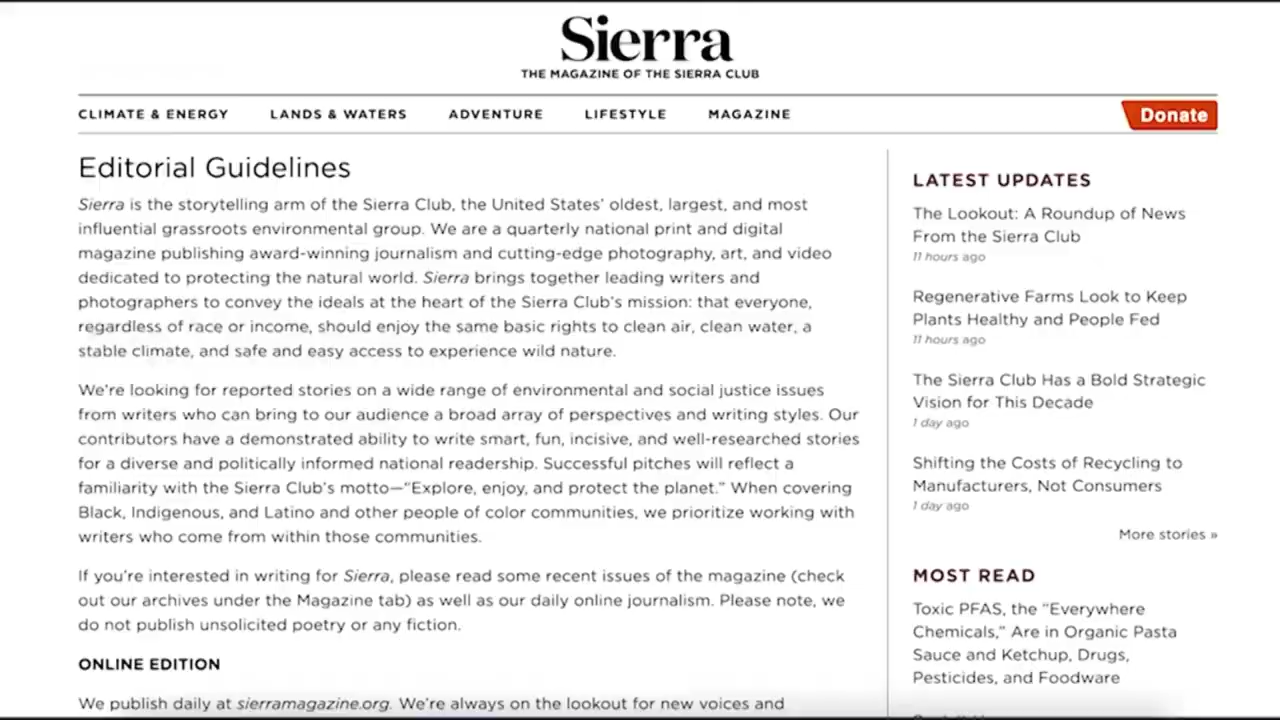 Sierra
THE MAGAZINE OF THE SIERRA CLUB
CLIMATE & ENERGY LANDS & WATERS ADVENTURE LIFESTYLE MAGAZINE Donate
Editorial Guidelines
Sierra is the storytelling arm of the Sierra Club, the United States’ oldest, largest, and most
influential grassroots environmental group. We are a quarterly national print and digital
magazine publishing award-winning journalism and cutting-edge photography, art, and video
dedicated to protecting the natural world. Sierra brings together leading writers and
photographers to convey the ideals at the heart of the Sierra Club’s mission: that everyone,
regardless of race or income, should enjoy the same basic rights to clean air, clean water, a
stable climate, and safe and easy access to experience wild nature.
We’re looking for reported stories on a wide range of environmental and social justice issues
from writers who can bring to our audience a broad array of perspectives and writing styles. Our
contributors have a demonstrated ability to write smart, fun, incisive, and well-researched stories
for a diverse and politically informed national readership. Successful pitches will reflect a
familiarity with the Sierra Club’s motto—“Explore, enjoy, and protect the planet.” When covering
Black, Indigenous, and Latino and other people of color communities, we prioritize working with
writers who come from within those communities.
If you’re interested in writing for Sierra, please read some recent issues of the magazine (check
out our archives under the Magazine tab) as well as our daily online journalism. Please note, we
do not publish unsolicited poetry or any fiction.
ONLINE EDITION
We publish daily at sierramagazine.org. We’re always on the lookout for new voices and
LATEST UPDATES
The Lookout: A Roundup of News
From the Sierra Club
11 hours ago
Regenerative Farms Look to Keep
Plants Healthy and People Fed
11 hours ago
The Sierra Club Has a Bold Strategic
Vision for This Decade
1 day ago
Shifting the Costs of Recycling to
Manufacturers, Not Consumers
1 day ago
More stories »
MOST READ
Toxic PFAS, the “Everywhere
Chemicals,” Are in Organic Pasta
Sauce and Ketchup, Drugs,
Pesticides, and Foodware